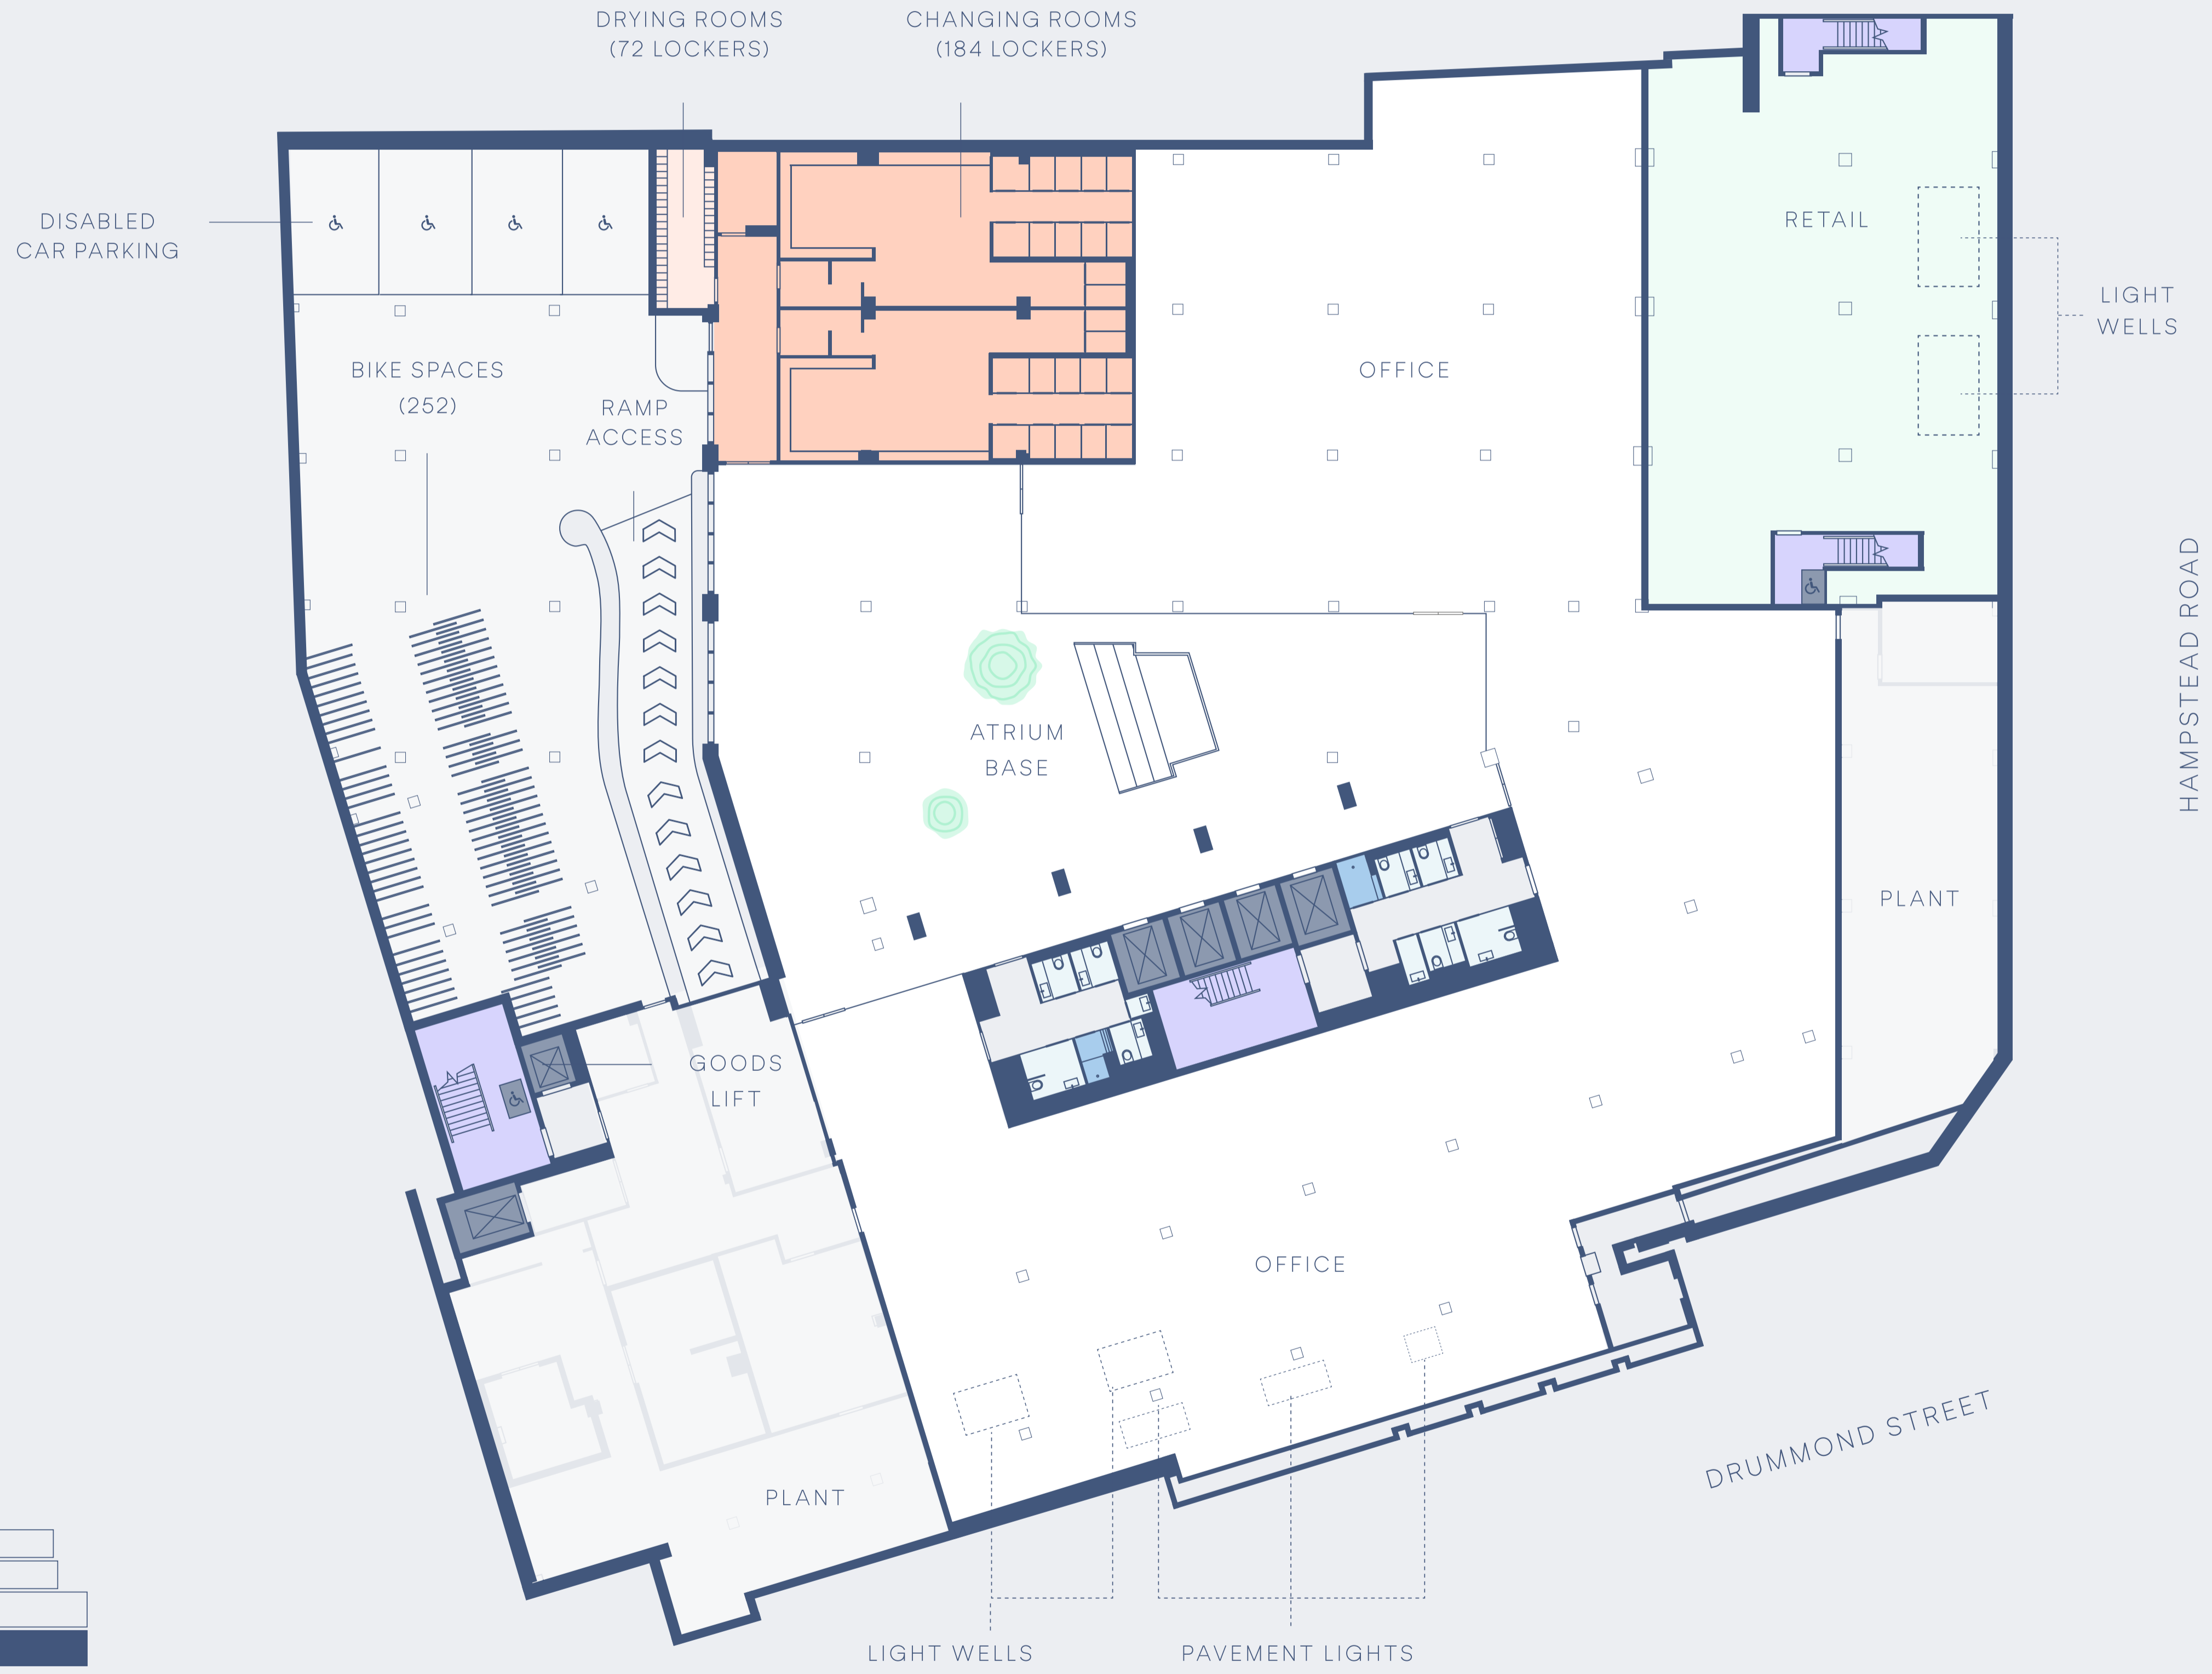 DRYING ROOMS
(72 LOCKERS)
CHANGING ROOMS
(184 LOCKERS)
DISABLED
CAR PARKING
RETAIL
LIGHT
WELLS
BIKE SPACES
(252)
RAMP
ACCESS
OFFICE
HAMPSTEAD ROAD
ATRIUM
BASE
PLANT
GOODS
LIFT
OFFICE
DRUMMOND STREET
PLANT
LIGHT WELLS
PAVEMENT LIGHTS